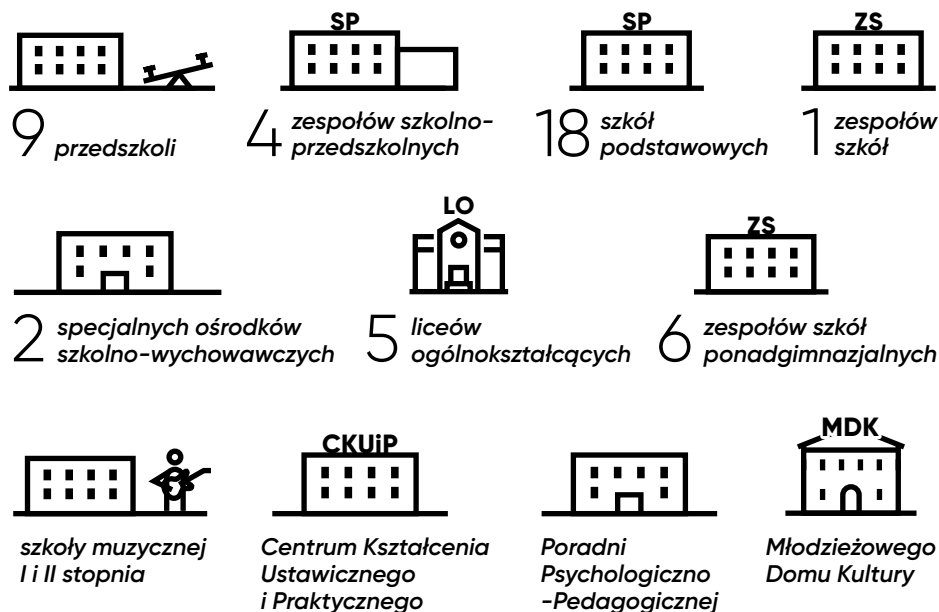 SP
SP
ZS
9 przedszkoli
4 zespołów szkolno-
przedszkolnych
18 szkół
podstawowych
1 zespołów
szkół
LO
ZS
2 specjalnych ośrodków
szkolno-wychowawczych
5 liceów
ogólnokształcących
6 zespołów szkół
ponadgimnazjalnych
CKUiP
MDK
szkoły muzycznej
I i II stopnia
Centrum Kształcenia
Ustawicznego
i Praktycznego
Poradni
Psychologiczno
-Pedagogicznej
Młodzieżowego
Domu Kultury